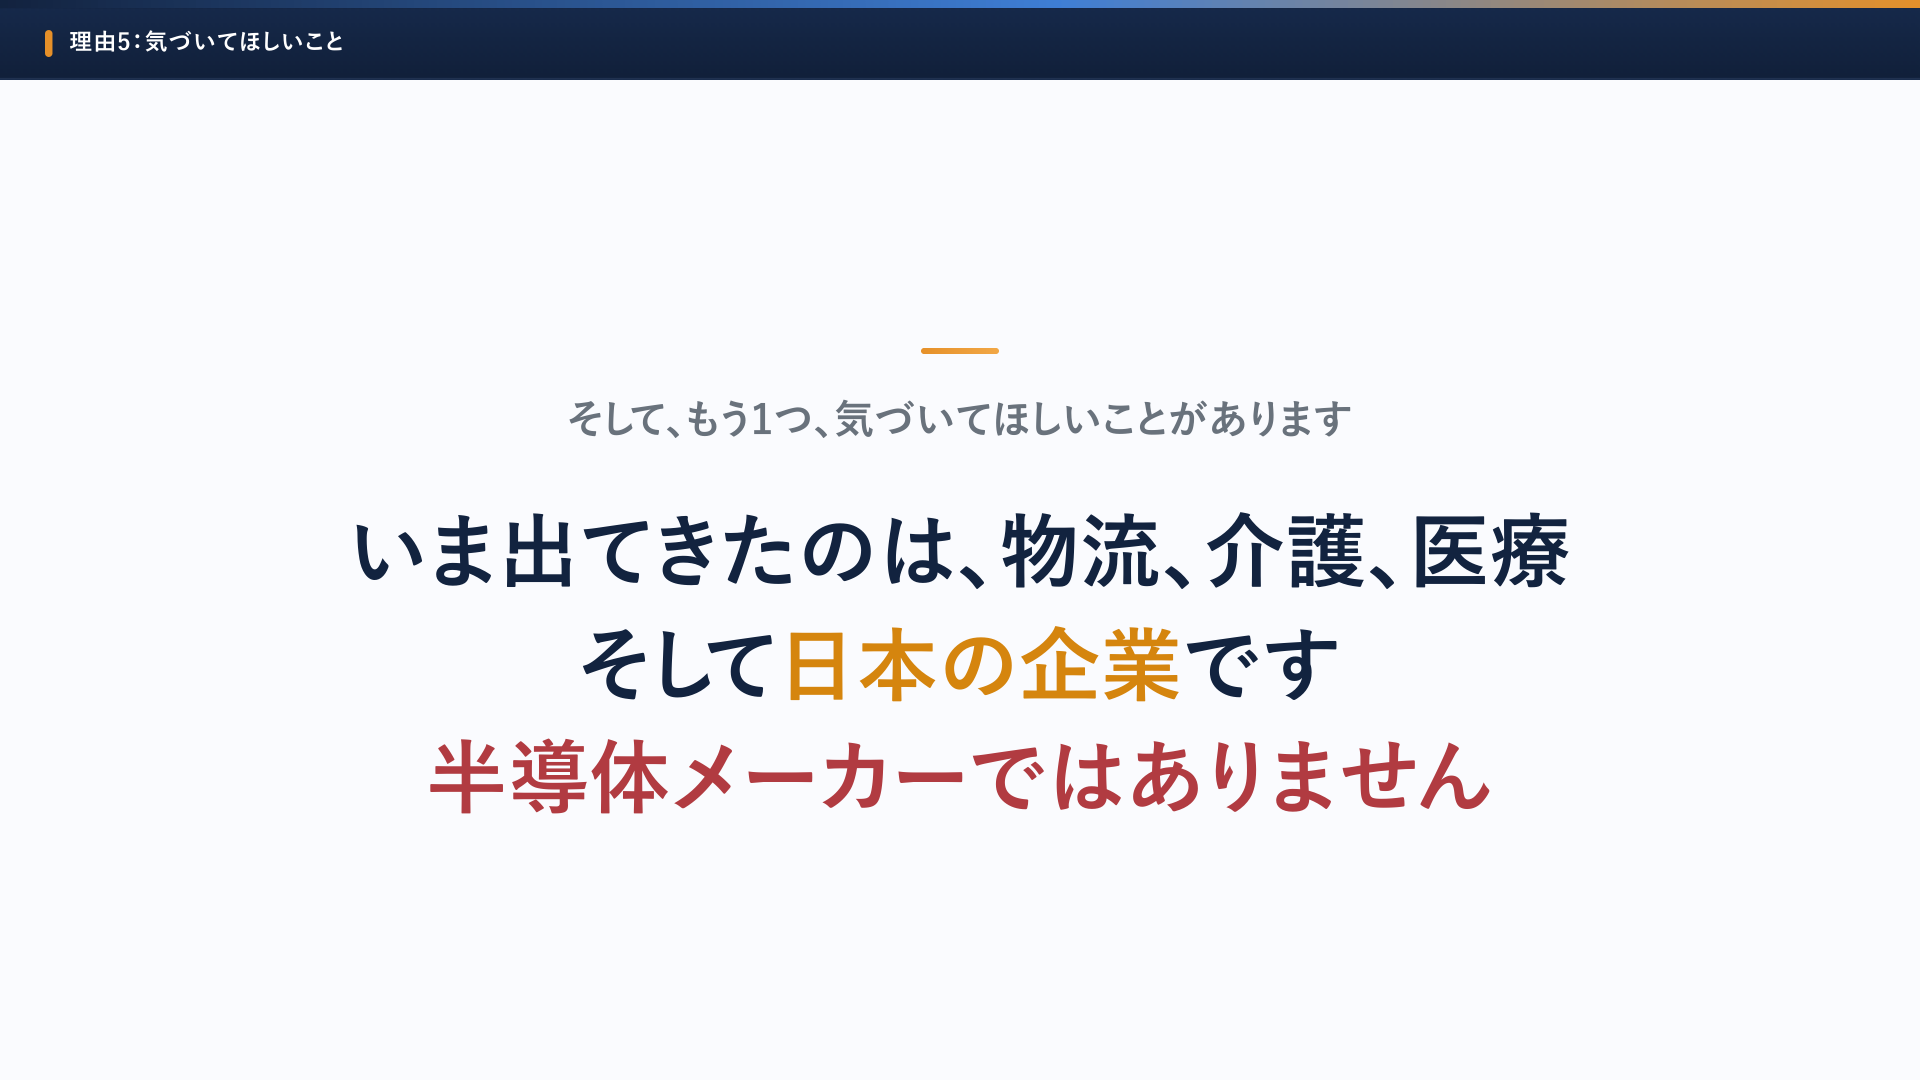 理由5：気づいてほしいこと
そして、もう1つ、気づいてほしいことがあります
いま出てきたのは、物流、介護、医療
そして日本の企業です
半導体メーカーではありません